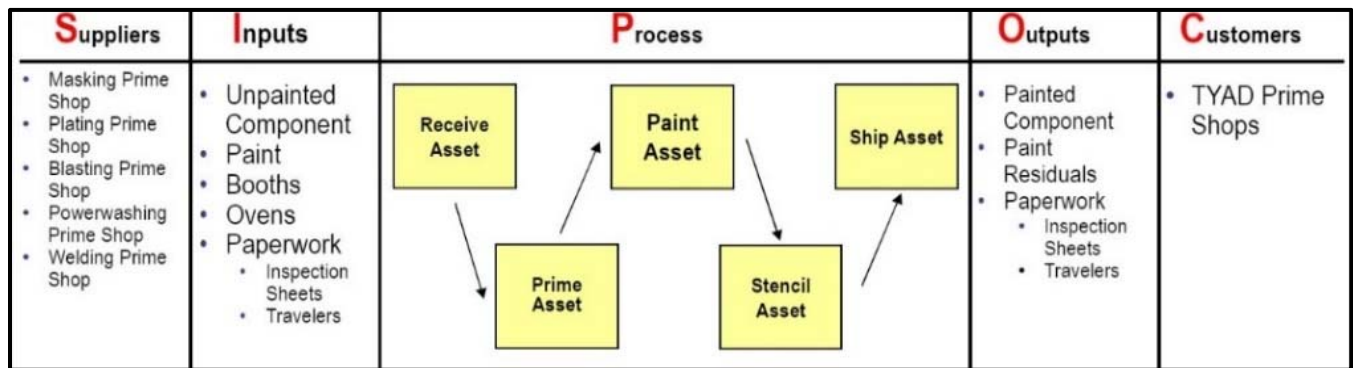 Suppliers
Inputs
Process
Outputs
Customers
• Masking Prime
Shop
• Plating Prime
Shop
• Blasting Prime
Shop
• Powerwashing
Prime Shop
• Welding Prime
Shop
• Unpainted
Component
• Paint
• Booths
• Ovens
• Paperwork
• Inspection
Sheets
• Travelers
Receive
Asset
Prime
Asset
Paint
Asset
Stencil
Asset
Ship Asset
• Painted
Component
• Paint
Residuals
• Paperwork
• Inspection
Sheets
• Travelers
• TYAD Prime
Shops